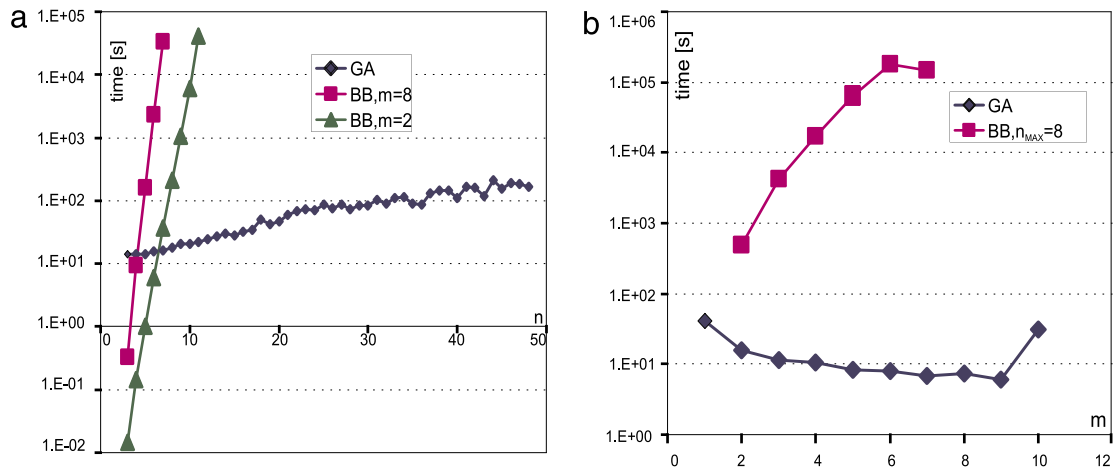 a
time [s]
1.E+05
1.E+04
1.E+03
1.E+02
1.E+01
1.E+00
1.E-01
1.E-02
0
10
20
30
40
50
n
GA
BB,m=8
BB,m=2
b
time [s]
1.E+06
1.E+05
1.E+04
1.E+03
1.E+02
1.E+01
1.E+00
0
2
4
6
8
10
12
m
GA
BB,nMAX=8